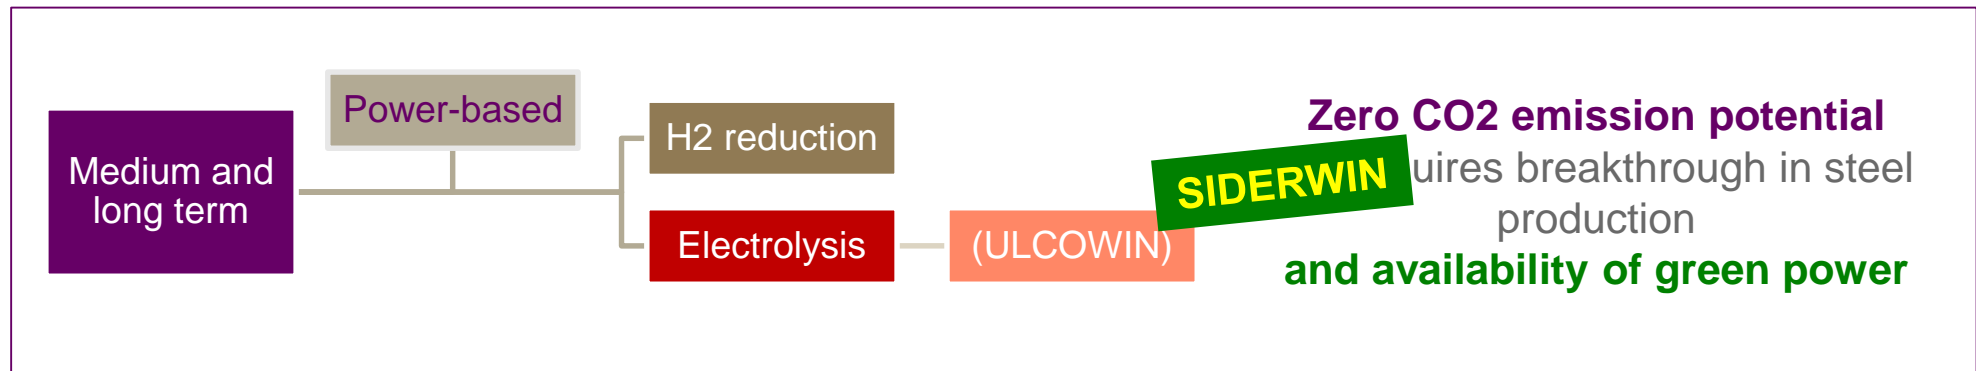 Medium and
long term
Power-based
H2 reduction
Electrolysis
(ULCOWIN)
SIDERWIN
Zero CO2 emission potential
uires breakthrough in steel
production
and availability of green power